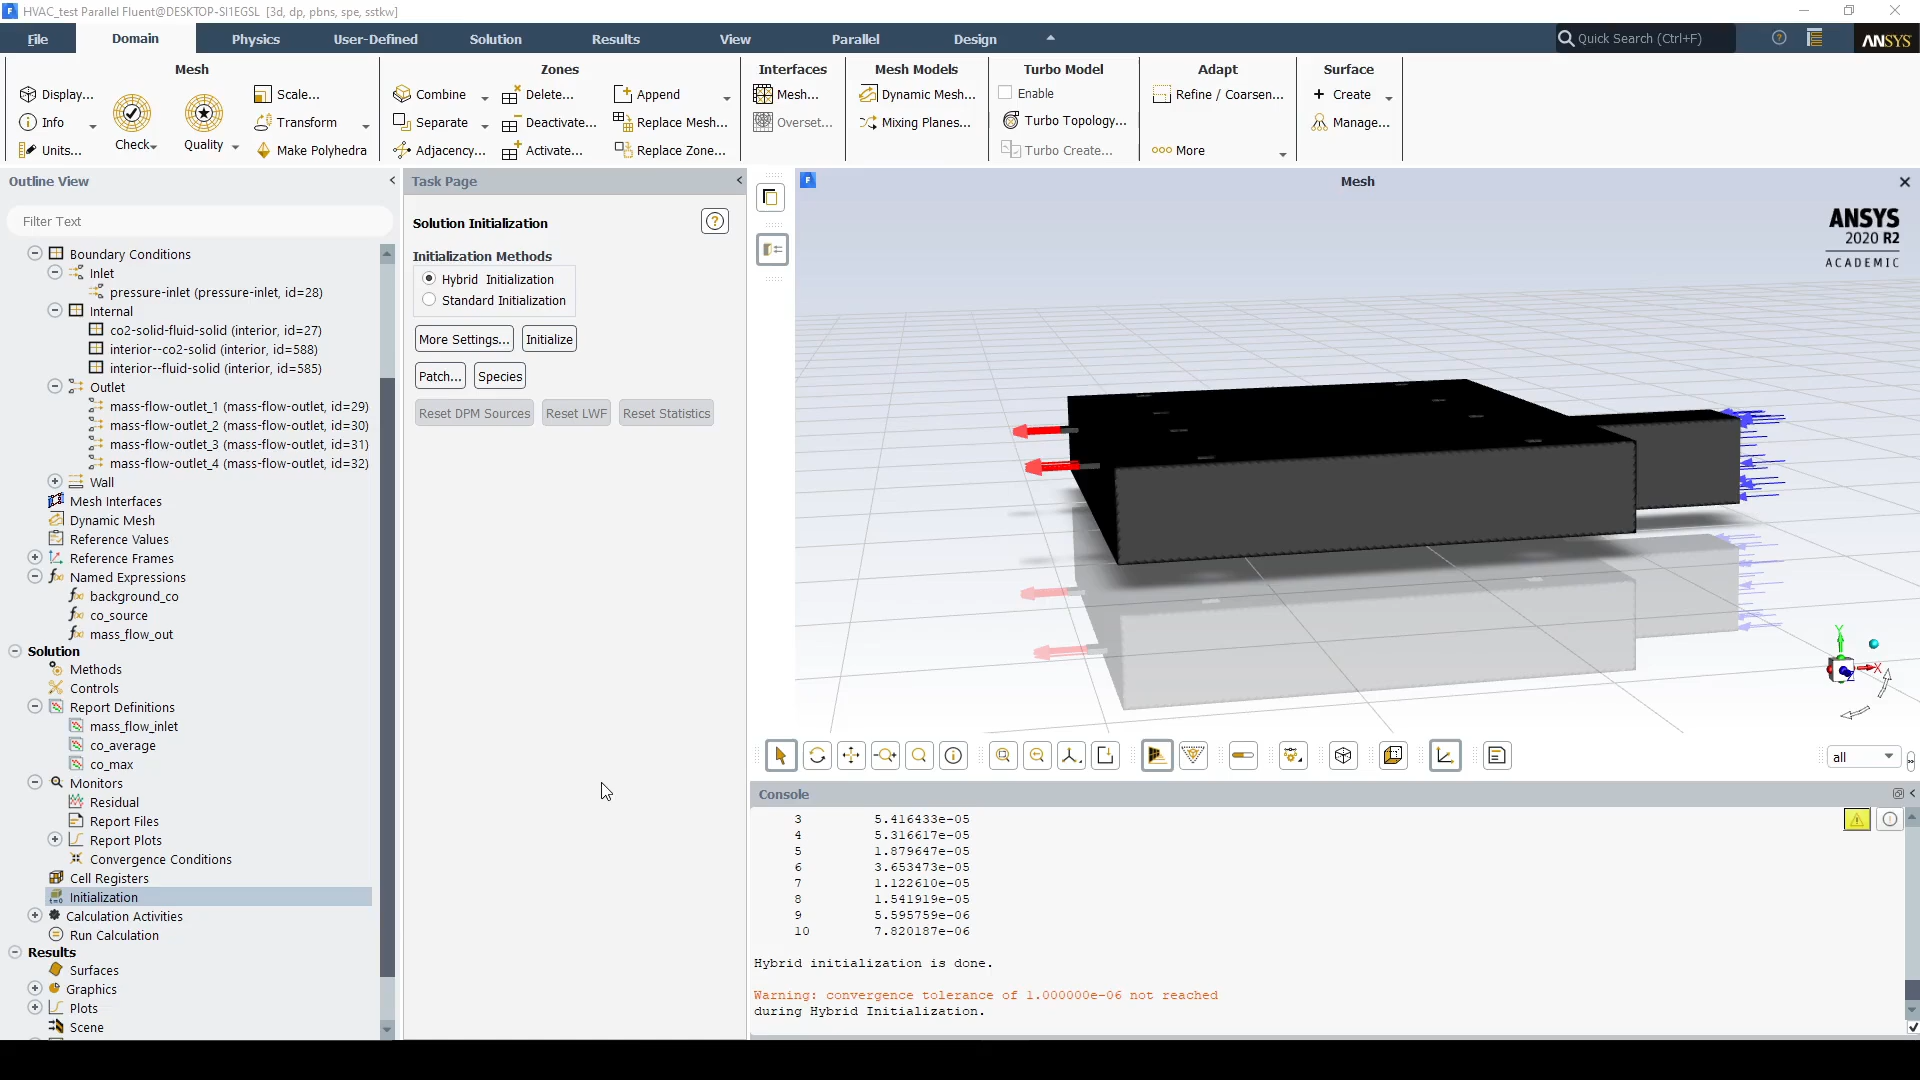 HVAC_test Parallel Fluent@DESKTOP-SI1EGSL [3d, dp, pbns, spe, sstkw]
File Domain Physics User-Defined Solution Results View Parallel Design Quick Search (Ctrl+F) ANSYS
Mesh
Display...
Info
Units...
Check
Quality
Scale...
Transform
Make Polyhedra
Zones
Combine
Separate
Adjacency...
Delete...
Deactivate...
Activate...
Append
Replace Mesh...
Replace Zone...
Interfaces
Mesh...
Overset...
Mesh Models
Dynamic Mesh...
Mixing Planes...
Turbo Model
Enable
Turbo Topology...
Turbo Create...
Adapt
Refine / Coarsen...
More
Surface
Create
Manage...
Outline View
Filter Text
Boundary Conditions
Inlet
pressure-inlet (pressure-inlet, id=28)
Internal
co2-solid-fluid-solid (interior, id=27)
interior--co2-solid (interior, id=588)
interior--fluid-solid (interior, id=585)
Outlet
mass-flow-outlet_1 (mass-flow-outlet, id=29)
mass-flow-outlet_2 (mass-flow-outlet, id=30)
mass-flow-outlet_3 (mass-flow-outlet, id=31)
mass-flow-outlet_4 (mass-flow-outlet, id=32)
Wall
Mesh Interfaces
Dynamic Mesh
Reference Values
Reference Frames
Named Expressions
background_co
co_source
mass_flow_out
Solution
Methods
Controls
Report Definitions
mass_flow_inlet
co_average
co_max
Monitors
Residual
Report Files
Report Plots
Convergence Conditions
Cell Registers
Initialization
Calculation Activities
Run Calculation
Results
Surfaces
Graphics
Plots
Scene
Task Page
Solution Initialization
Initialization Methods
Hybrid Initialization
Standard Initialization
More Settings... Initialize
Patch... Species
Reset DPM Sources Reset LWF Reset Statistics
Mesh
ANSYS
2020 R2
ACADEMIC
Y
X
Z
all
Console
3 5.416433e-05
4 5.316617e-05
5 1.879647e-05
6 3.653473e-05
7 1.122610e-05
8 1.541919e-05
9 5.595759e-06
10 7.820187e-06
Hybrid initialization is done.
Warning: convergence tolerance of 1.000000e-06 not reached
during Hybrid Initialization.